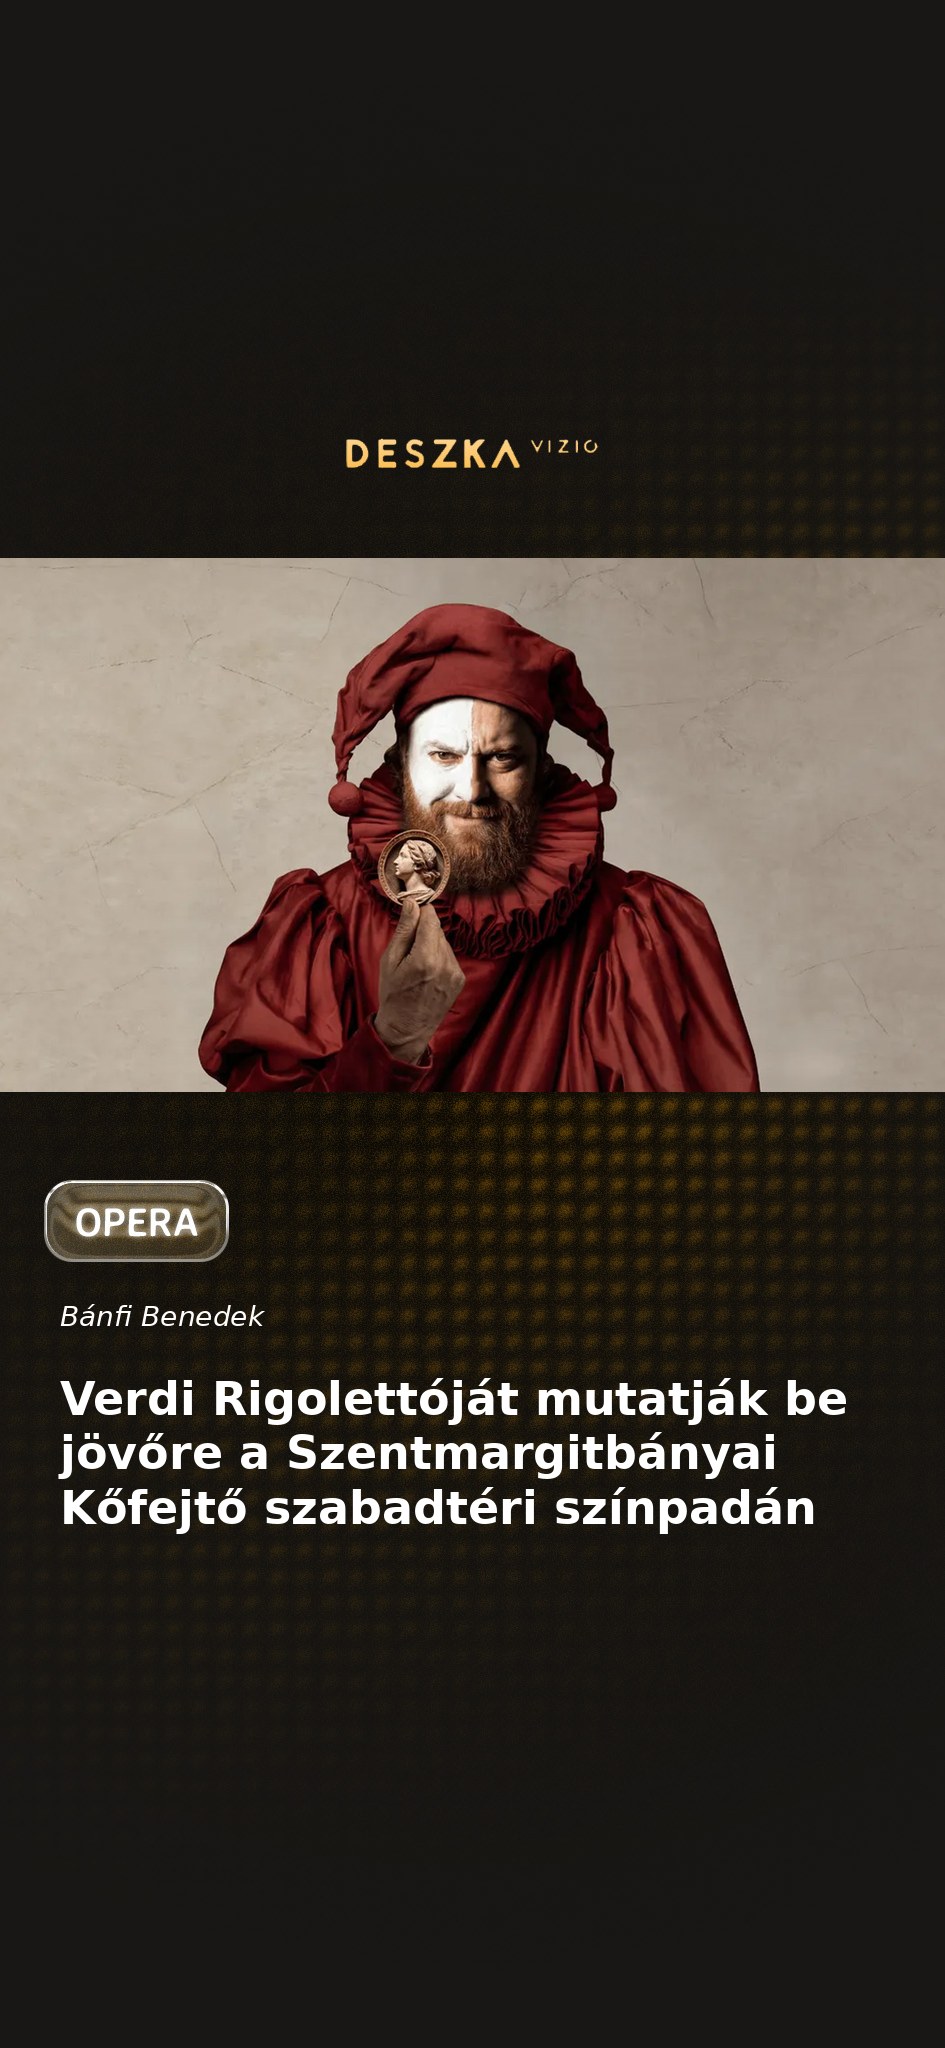 DESZKA VIZIO
OPERA
Bánfi Benedek
Verdi Rigolettóját mutatják be
jövőre a Szentmargitbányai
Kőfejtő szabadtéri színpadán